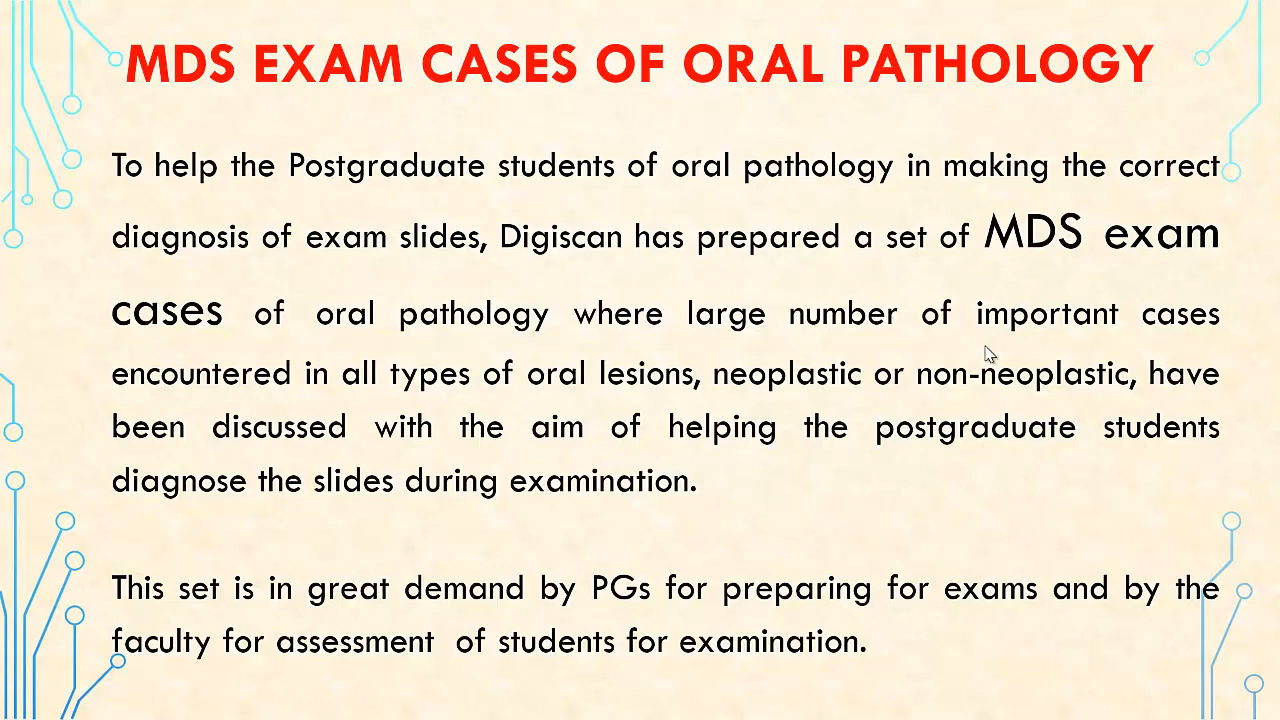 MDS EXAM CASES OF ORAL PATHOLOGY
To help the Postgraduate students of oral pathology in making the correct
diagnosis of exam slides, Digiscan has prepared a set of MDS exam
cases of oral pathology where large number of important cases
encountered in all types of oral lesions, neoplastic or non-neoplastic, have
been discussed with the aim of helping the postgraduate students
diagnose the slides during examination.
This set is in great demand by PGs for preparing for exams and by the
faculty for assessment of students for examination.